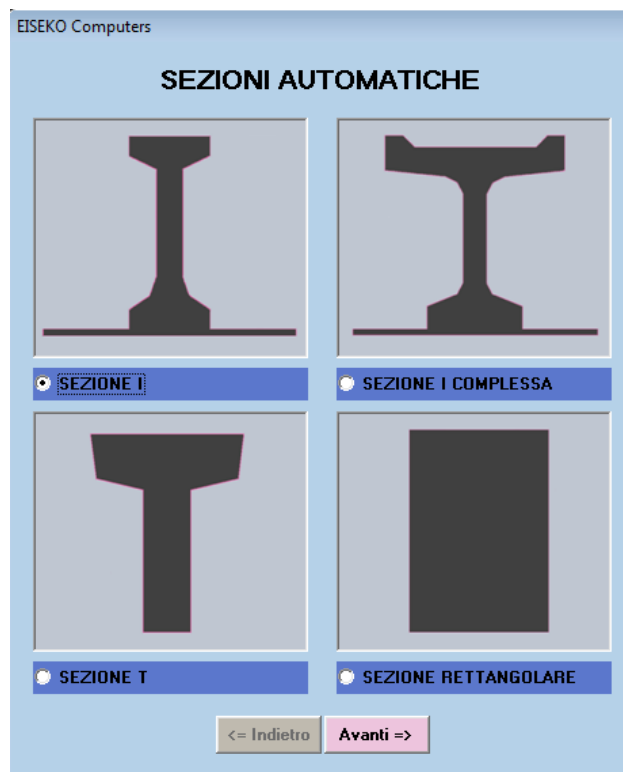 EISEKO Computers
SEZIONI AUTOMATICHE
SEZIONE I
SEZIONE I COMPLESSA
SEZIONE T
SEZIONE RETTANGOLARE
<= Indietro
Avanti =>